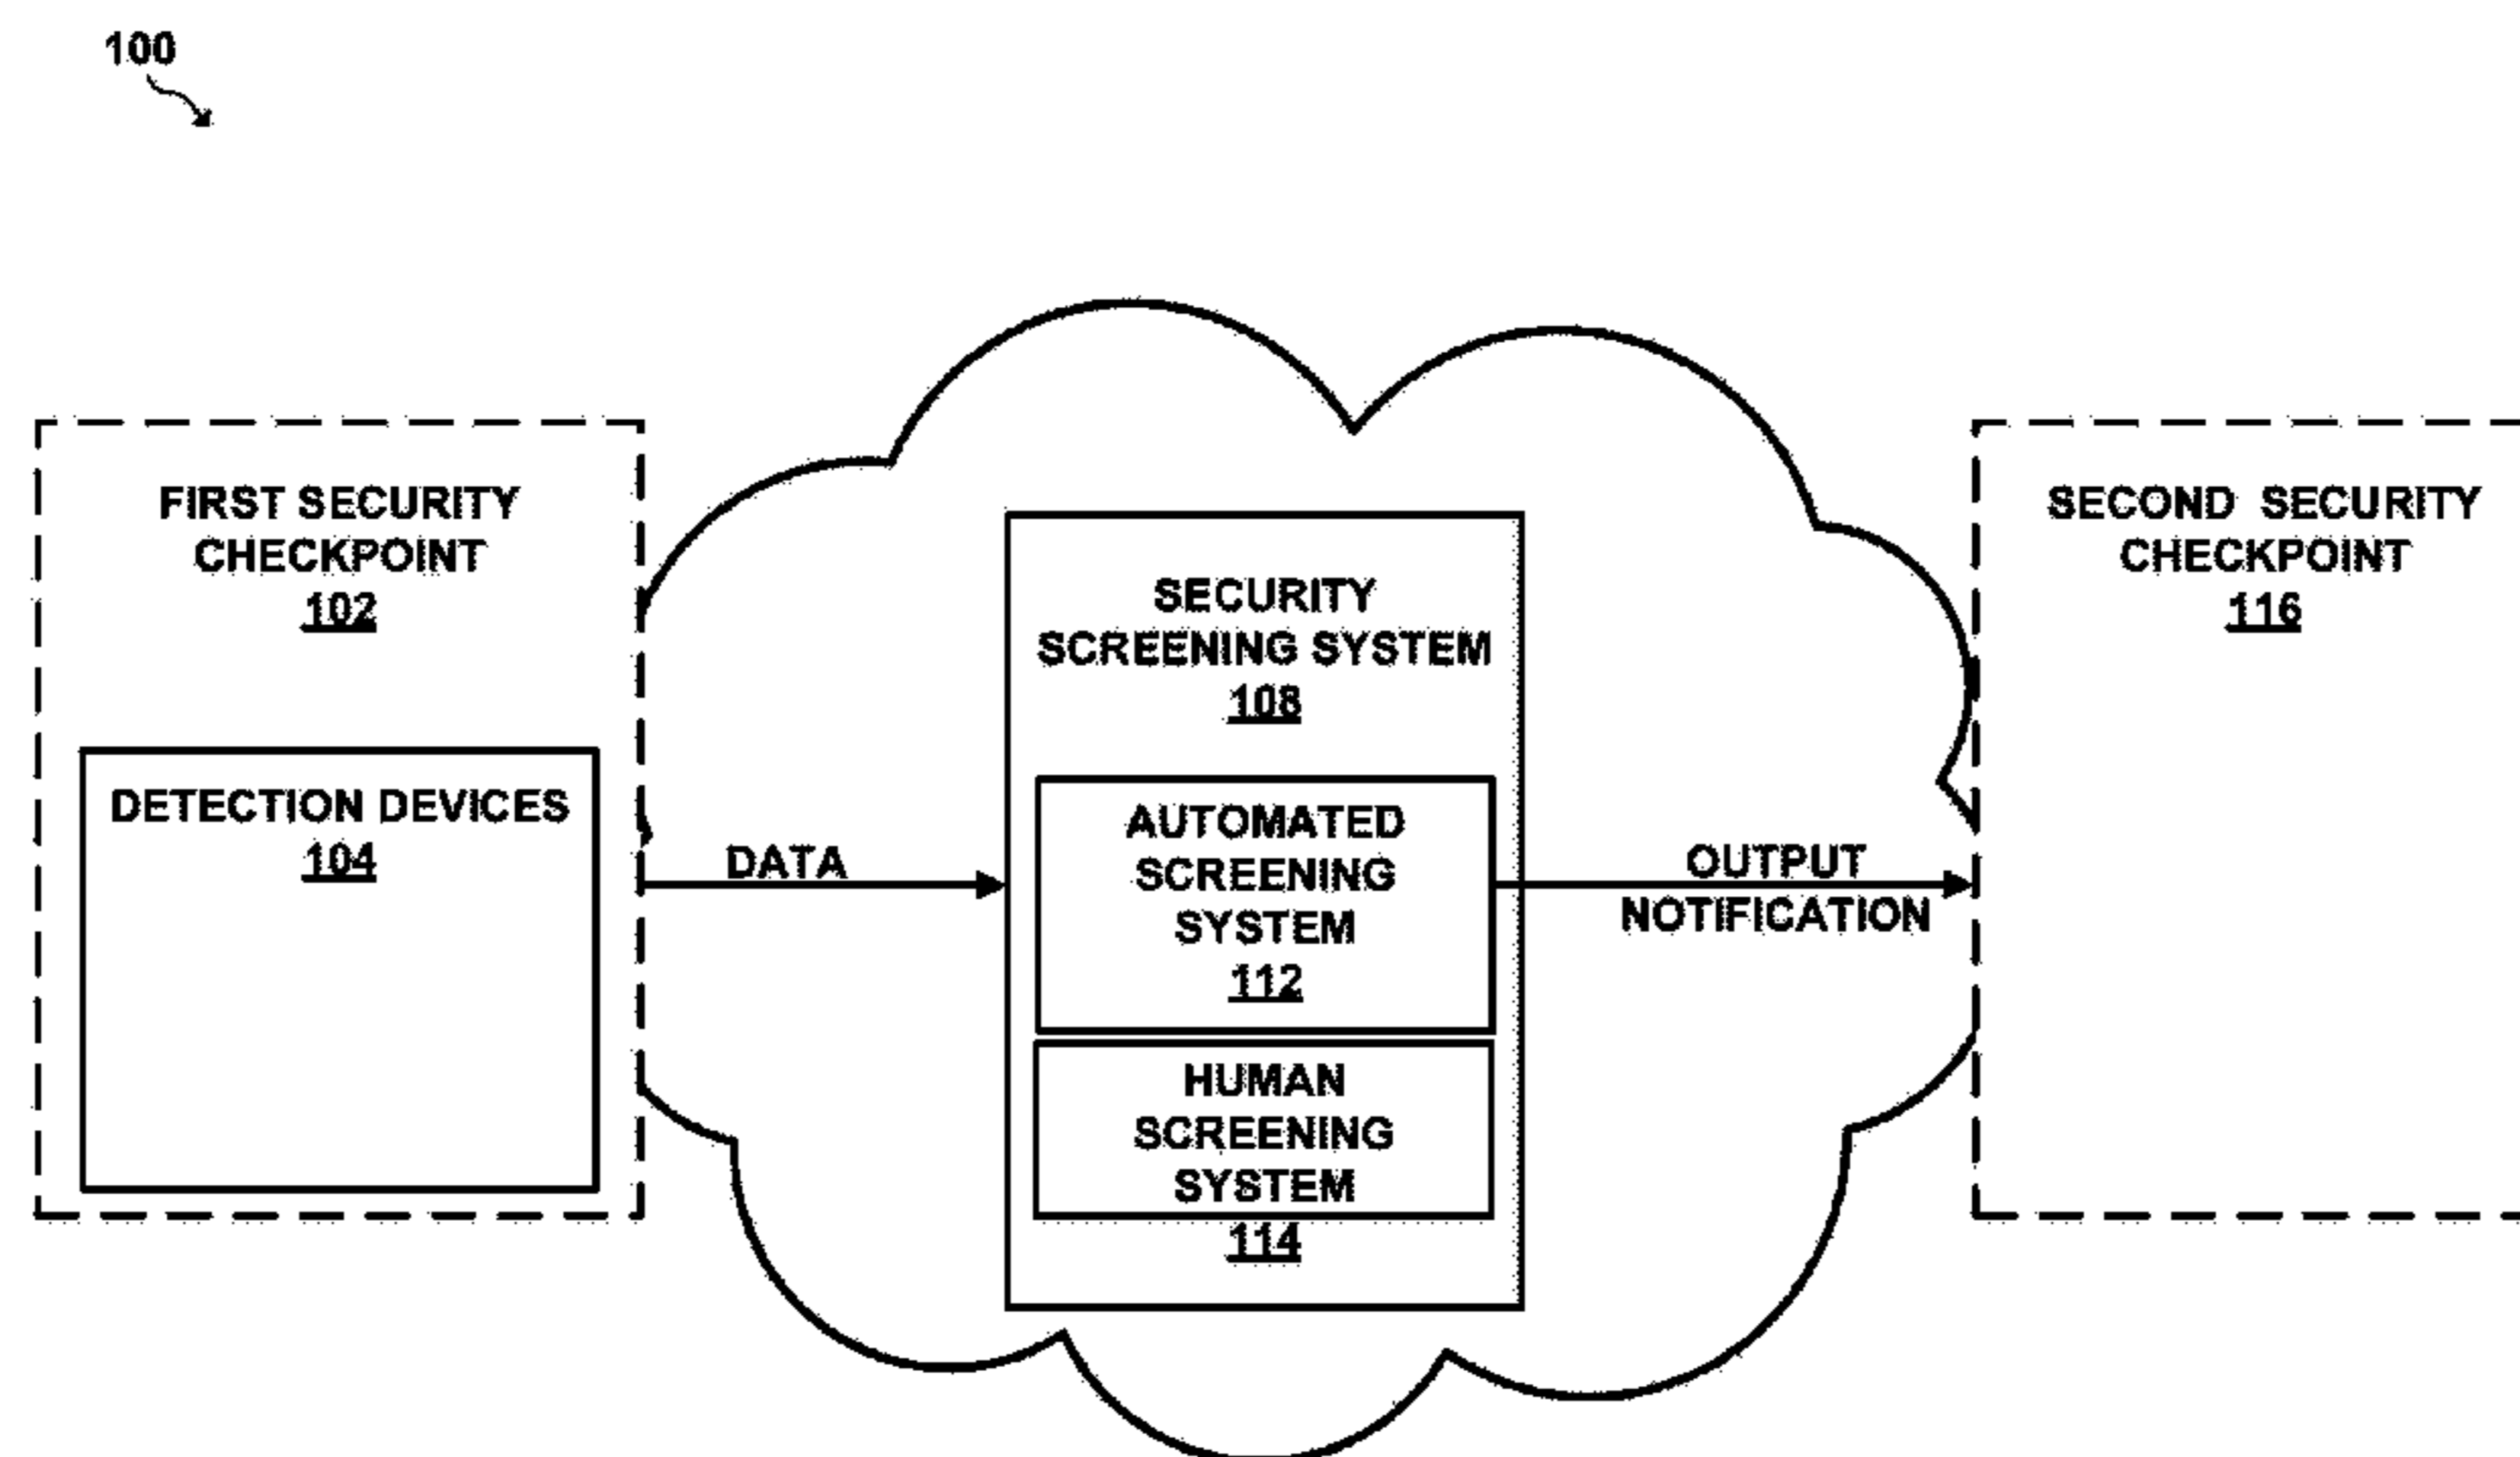 100
FIRST SECURITY
CHECKPOINT
102
DETECTION DEVICES
104
DATA
SECURITY
SCREENING SYSTEM
108
AUTOMATED
SCREENING
SYSTEM
112
HUMAN
SCREENING
SYSTEM
114
OUTPUT
NOTIFICATION
SECOND SECURITY
CHECKPOINT
116